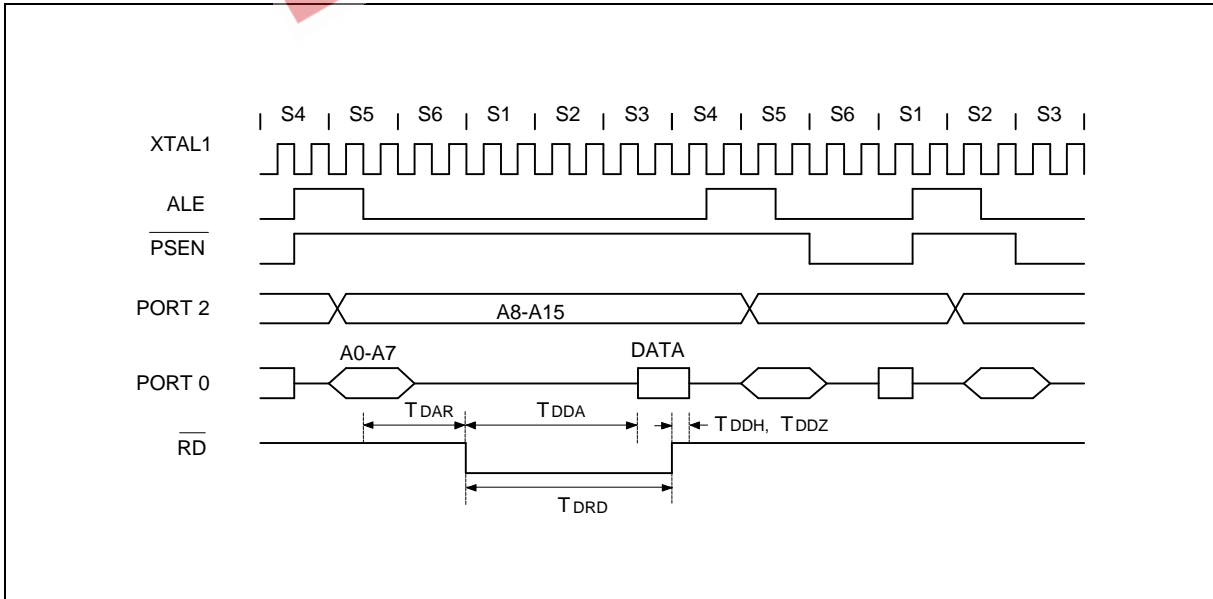 S4 S5 S6 S1 S2 S3 S4 S5 S6 S1 S2 S3
XTAL1
ALE
PSEN
PORT 2
A8-A15
A0-A7
DATA
PORT 0
TDAR
TDDA
TDDH, TDDZ
RD
TDRD